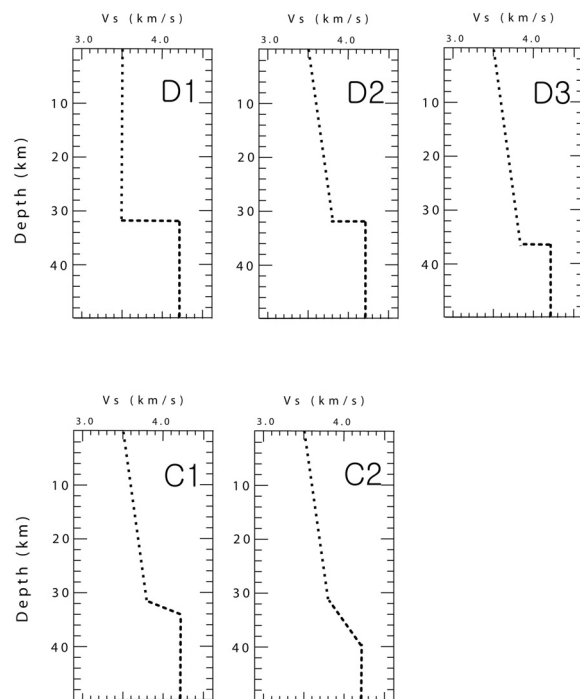 Vs (km/s) Vs (km/s) Vs (km/s)
3.0 4.0 3.0 4.0 3.0 4.0
D1 D2 D3
10 10 10
20 20 20
30 30 30
40 40 40
Depth (km)
Vs (km/s) Vs (km/s)
3.0 4.0 3.0 4.0
C1 C2
10 10
20 20
30 30
40 40
Depth (km)